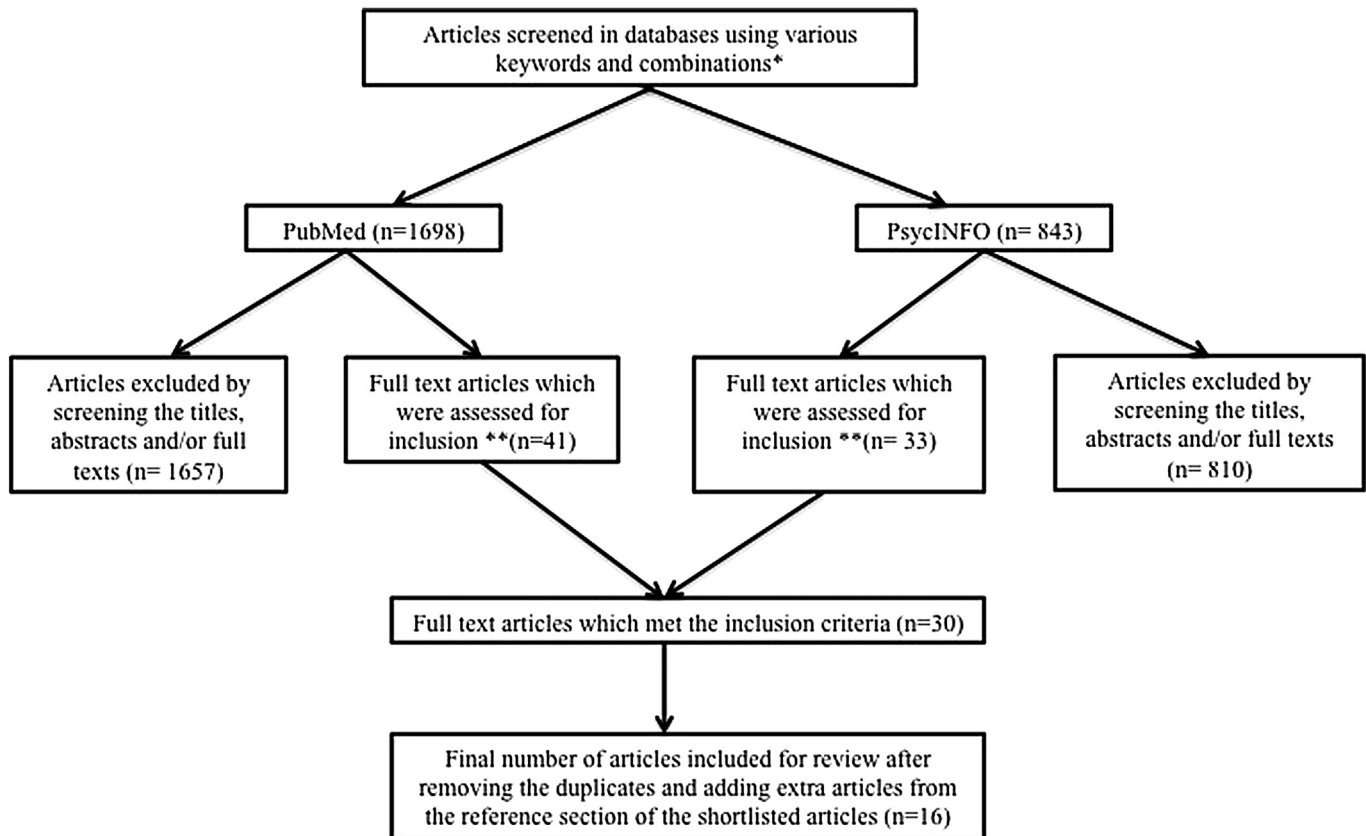 Articles screened in databases using various
keywords and combinations*
PubMed (n=1698)
PsycINFO (n= 843)
Articles excluded by
screening the titles,
abstracts and/or full
texts (n= 1657)
Full text articles which
were assessed for
inclusion **(n=41)
Full text articles which
were assessed for
inclusion **(n= 33)
Articles excluded by
screening the titles,
abstracts and/or full texts
(n= 810)
Full text articles which met the inclusion criteria (n=30)
Final number of articles included for review after
removing the duplicates and adding extra articles from
the reference section of the shortlisted articles (n=16)